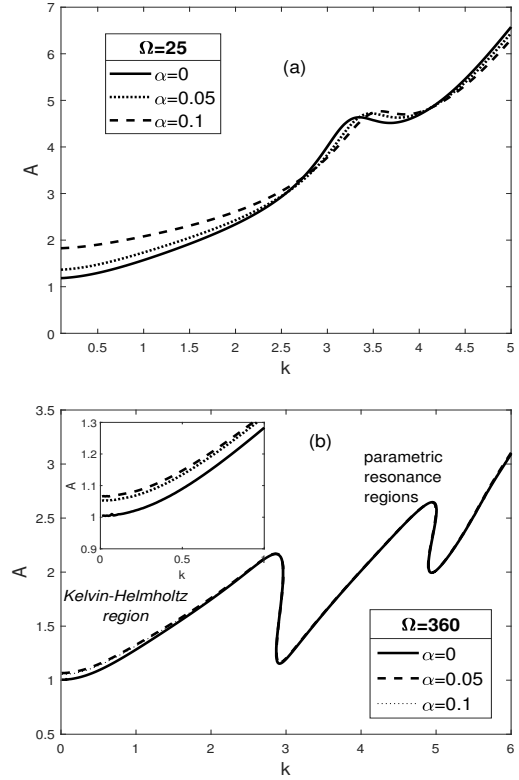 7
6
5
4
3
2
1
0
A
Ω=25
α=0
α=0.05
α=0.1
(a)
0.5 1 1.5 2 2.5 3 3.5 4 4.5 5
k
3.5
3
2.5
2
1.5
1
0.5
A
1.3
1.2
1.1
1
0.9
A
0 0.5 1
k
(b)
parametric
resonance
regions
Kelvin-Helmholtz
region
Ω=360
α=0
α=0.05
α=0.1
0 1 2 3 4 5 6
k